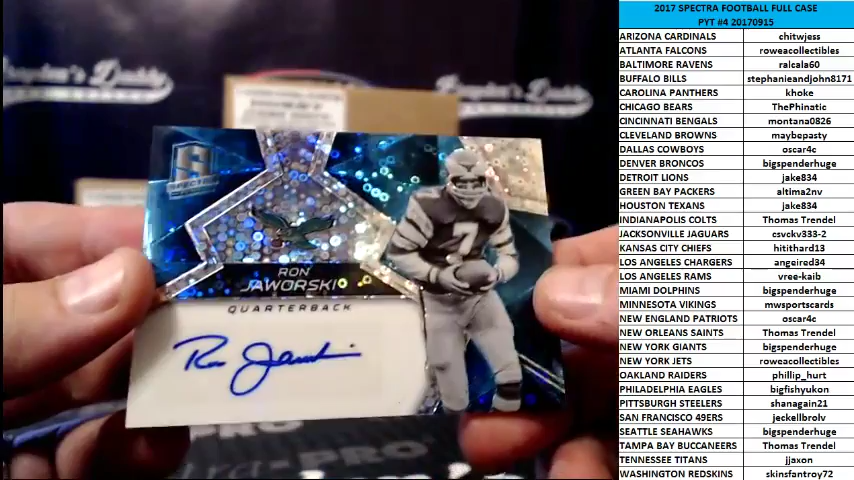 2017 SPECTRA FOOTBALL FULL CASE
PYT #4 20170915
ARIZONA CARDINALS chitwjess
ATLANTA FALCONS roweacollectibles
BALTIMORE RAVENS ralcala60
BUFFALO BILLS stephanieandjohn8171
CAROLINA PANTHERS khoke
CHICAGO BEARS ThePhinatic
CINCINNATI BENGALS montana0826
CLEVELAND BROWNS maybepasty
DALLAS COWBOYS oscar4c
DENVER BRONCOS bigspenderhuge
DETROIT LIONS jake834
GREEN BAY PACKERS altima2nv
HOUSTON TEXANS jake834
INDIANAPOLIS COLTS Thomas Trendel
JACKSONVILLE JAGUARS csvckv333-2
KANSAS CITY CHIEFS hitithard13
LOS ANGELES CHARGERS angeired34
LOS ANGELES RAMS vree-kaib
MIAMI DOLPHINS bigspenderhuge
MINNESOTA VIKINGS mwsportscards
NEW ENGLAND PATRIOTS oscar4c
NEW ORLEANS SAINTS Thomas Trendel
NEW YORK GIANTS bigspenderhuge
NEW YORK JETS roweacollectibles
OAKLAND RAIDERS phillip_hurt
PHILADELPHIA EAGLES bigfishyukon
PITTSBURGH STEELERS shanagain21
SAN FRANCISCO 49ERS jeckellbrolv
SEATTLE SEAHAWKS bigspenderhuge
TAMPA BAY BUCCANEERS Thomas Trendel
TENNESSEE TITANS jjaxon
WASHINGTON REDSKINS skinsfantroy72
SPECTRA
7
RON
JAWORSKI
QUARTERBACK
Ron Jaworski
PRO